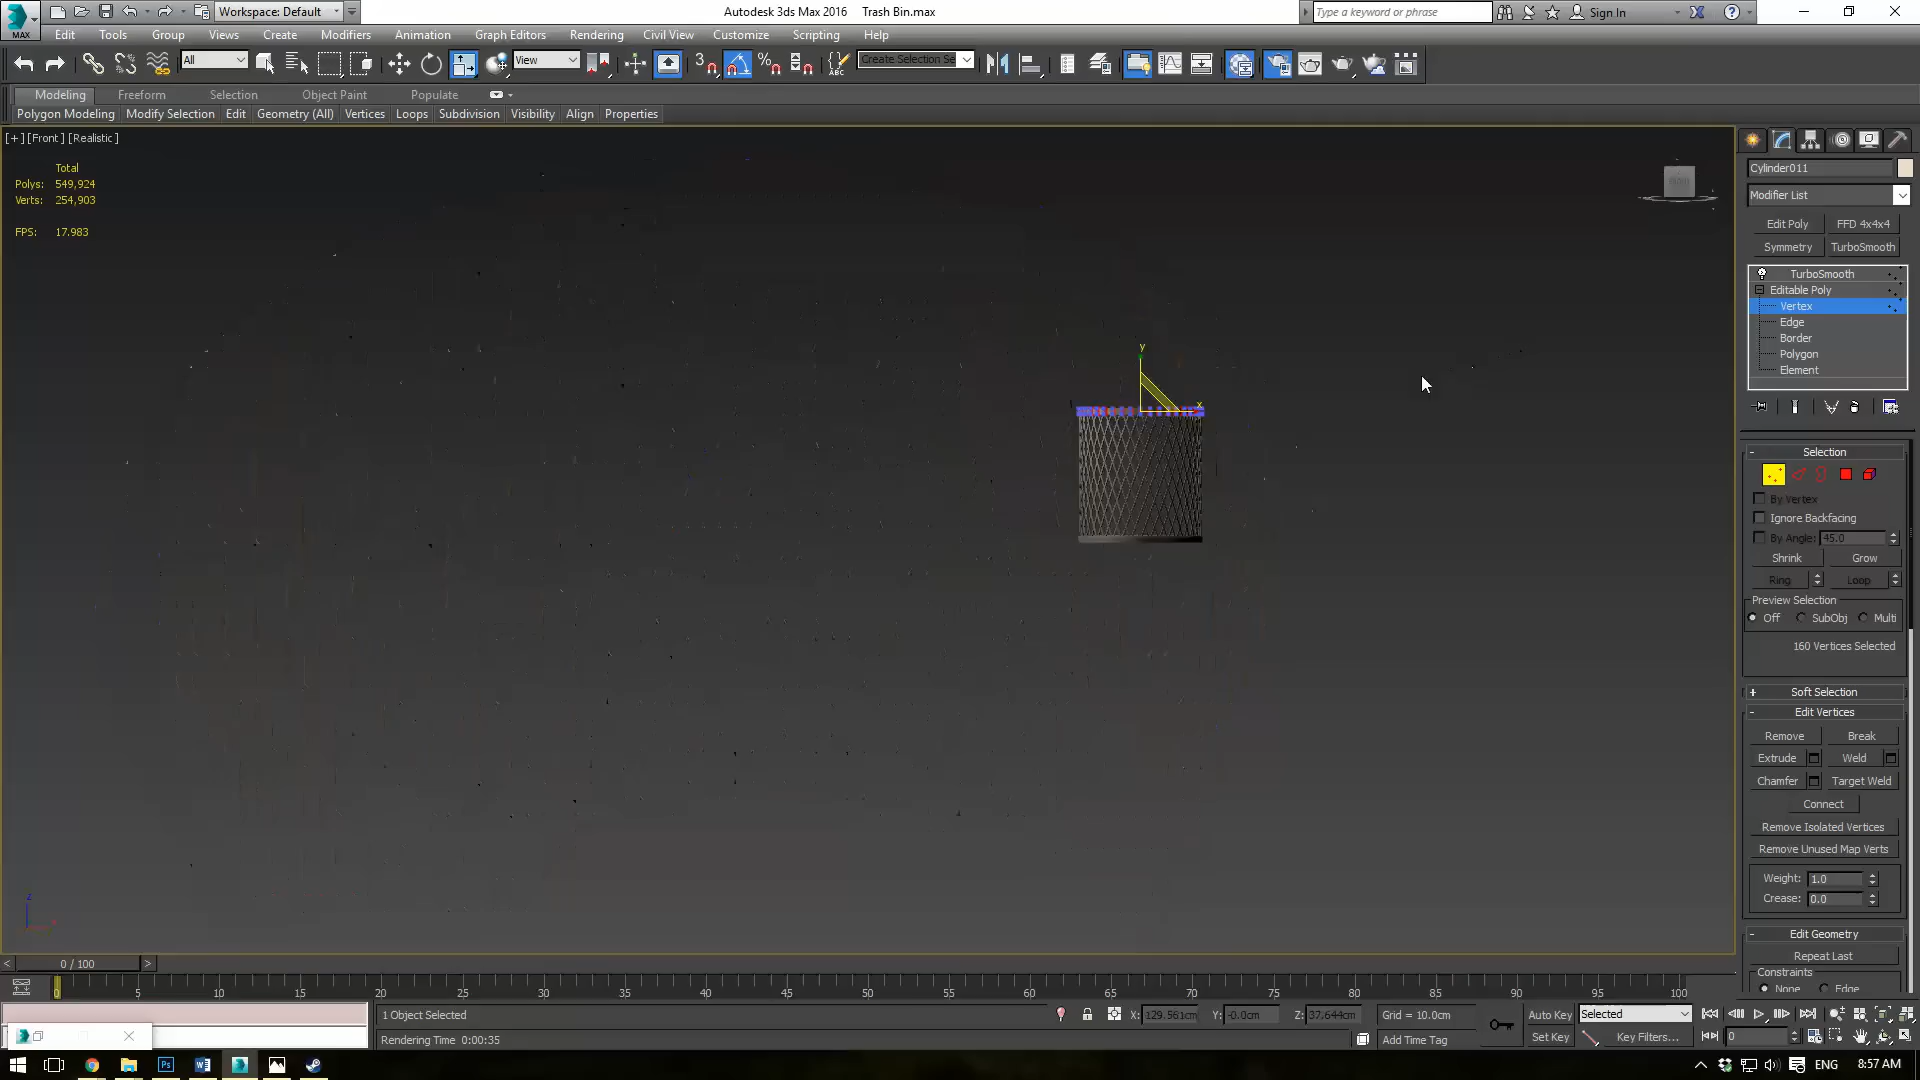 Workspace: Default
Autodesk 3ds Max 2016    Trash Bin.max
Type a keyword or phrase
Sign In
MAX
Edit Tools Group Views Create Modifiers Animation Graph Editors Rendering Civil View Customize Scripting Help
All
View
3
Create Selection Se
Modeling Freeform Selection Object Paint Populate
Polygon Modeling Modify Selection Edit Geometry (All) Vertices Loops Subdivision Visibility Align Properties
[+] [Front] [Realistic]
Total
Polys: 549,924
Verts: 254,903
FPS: 17.983
y
x
z
Cylinder011
Modifier List
Edit Poly FFD 4x4x4
Symmetry TurboSmooth
TurboSmooth
Editable Poly
Vertex
Edge
Border
Polygon
Element
- Selection
By Vertex
Ignore Backfacing
By Angle: 45.0
Shrink Grow
Ring Loop
Preview Selection
Off SubObj Multi
160 Vertices Selected
+ Soft Selection
- Edit Vertices
Remove Break
Extrude Weld
Chamfer Target Weld
Connect
Remove Isolated Vertices
Remove Unused Map Verts
Weight: 1.0
Crease: 0.0
- Edit Geometry
Repeat Last
Constraints
None Edge
< 0 / 100 >
0 5 10 15 20 25 30 35 40 45 50 55 60 65 70 75 80 85 90 95 100
1 Object Selected
X: 129.561cm Y: -0.0cm Z: 37.644cm Grid = 10.0cm
Auto Key Selected
Rendering Time 0:00:35
Add Time Tag
Set Key Key Filters... 0
ENG 8:57 AM